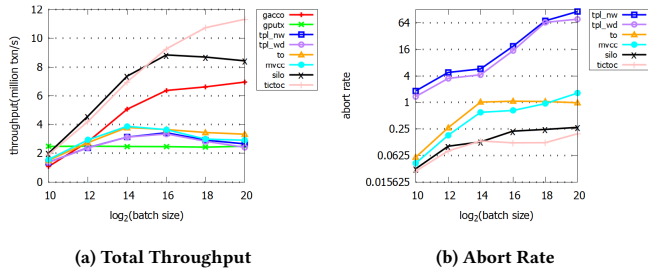 throughput(million txn/s)
14
12
10
8
6
4
2
0
10 12 14 16 18 20
log2(batch size)
gacco
gputx
tpl_nw
tpl_wd
to
mvcc
silo
tictoc
(a) Total Throughput
abort rate
64
16
4
1
0.25
0.0625
0.015625
10 12 14 16 18 20
log2(batch size)
tpl_nw
tpl_wd
to
mvcc
silo
tictoc
(b) Abort Rate